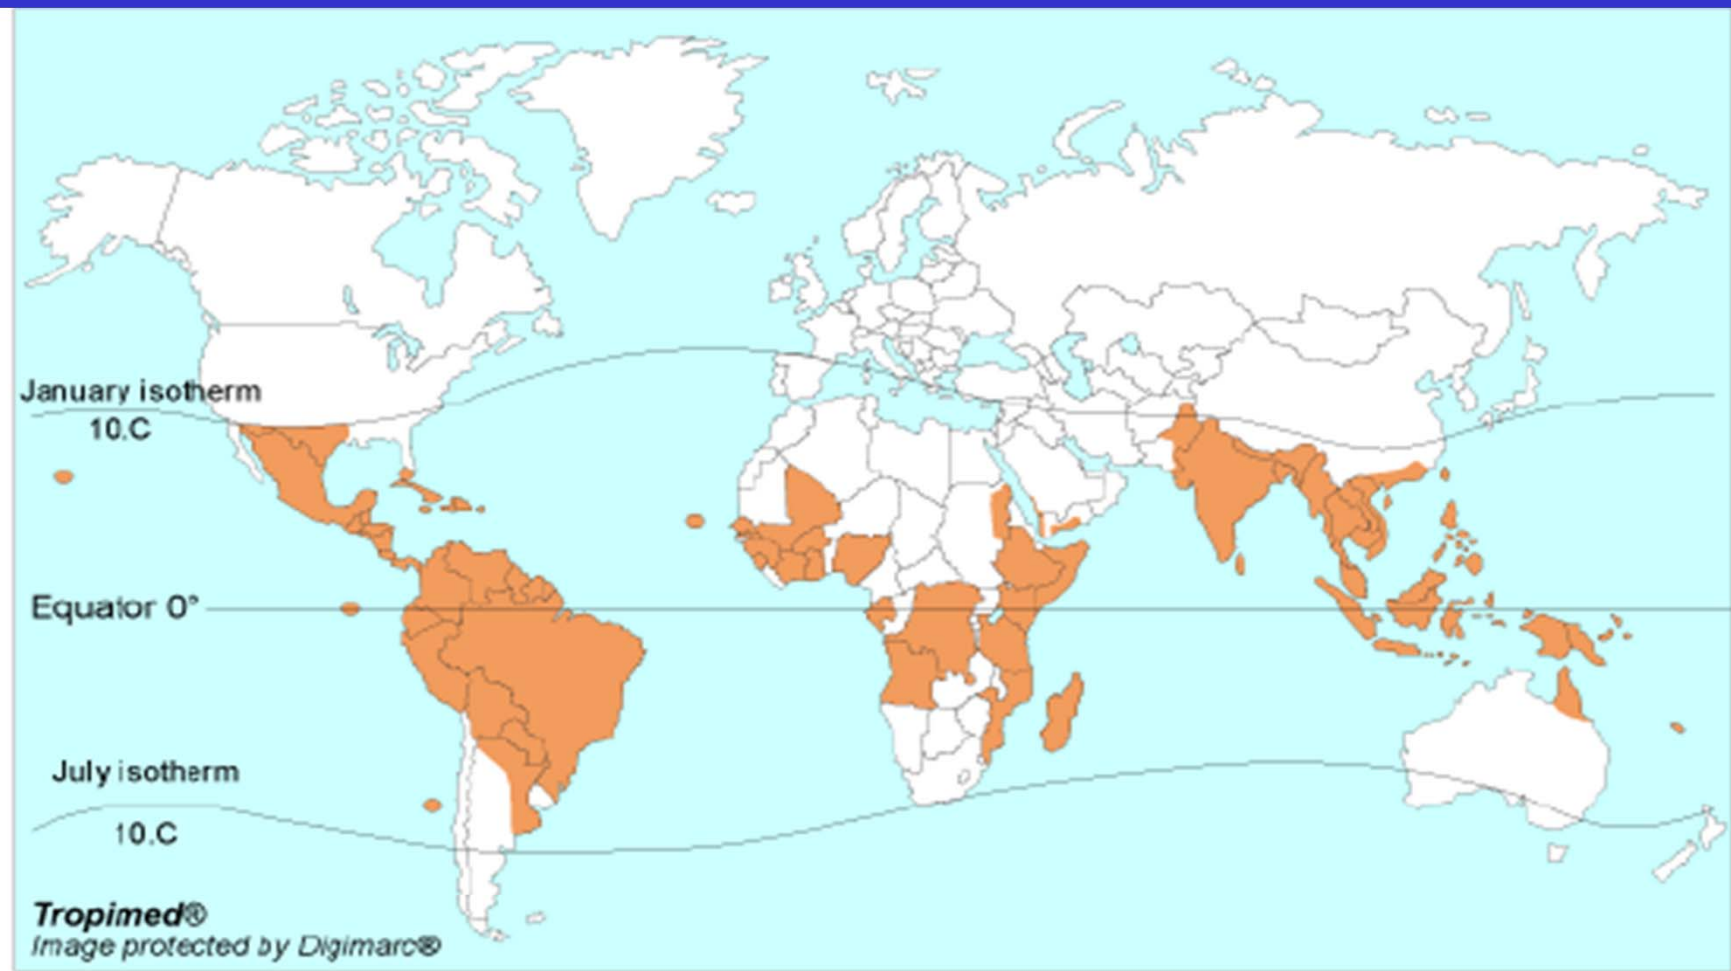 January isotherm
10.C
Equator 0°
July isotherm
10.C
Tropimed®
Image protected by Digimarc®